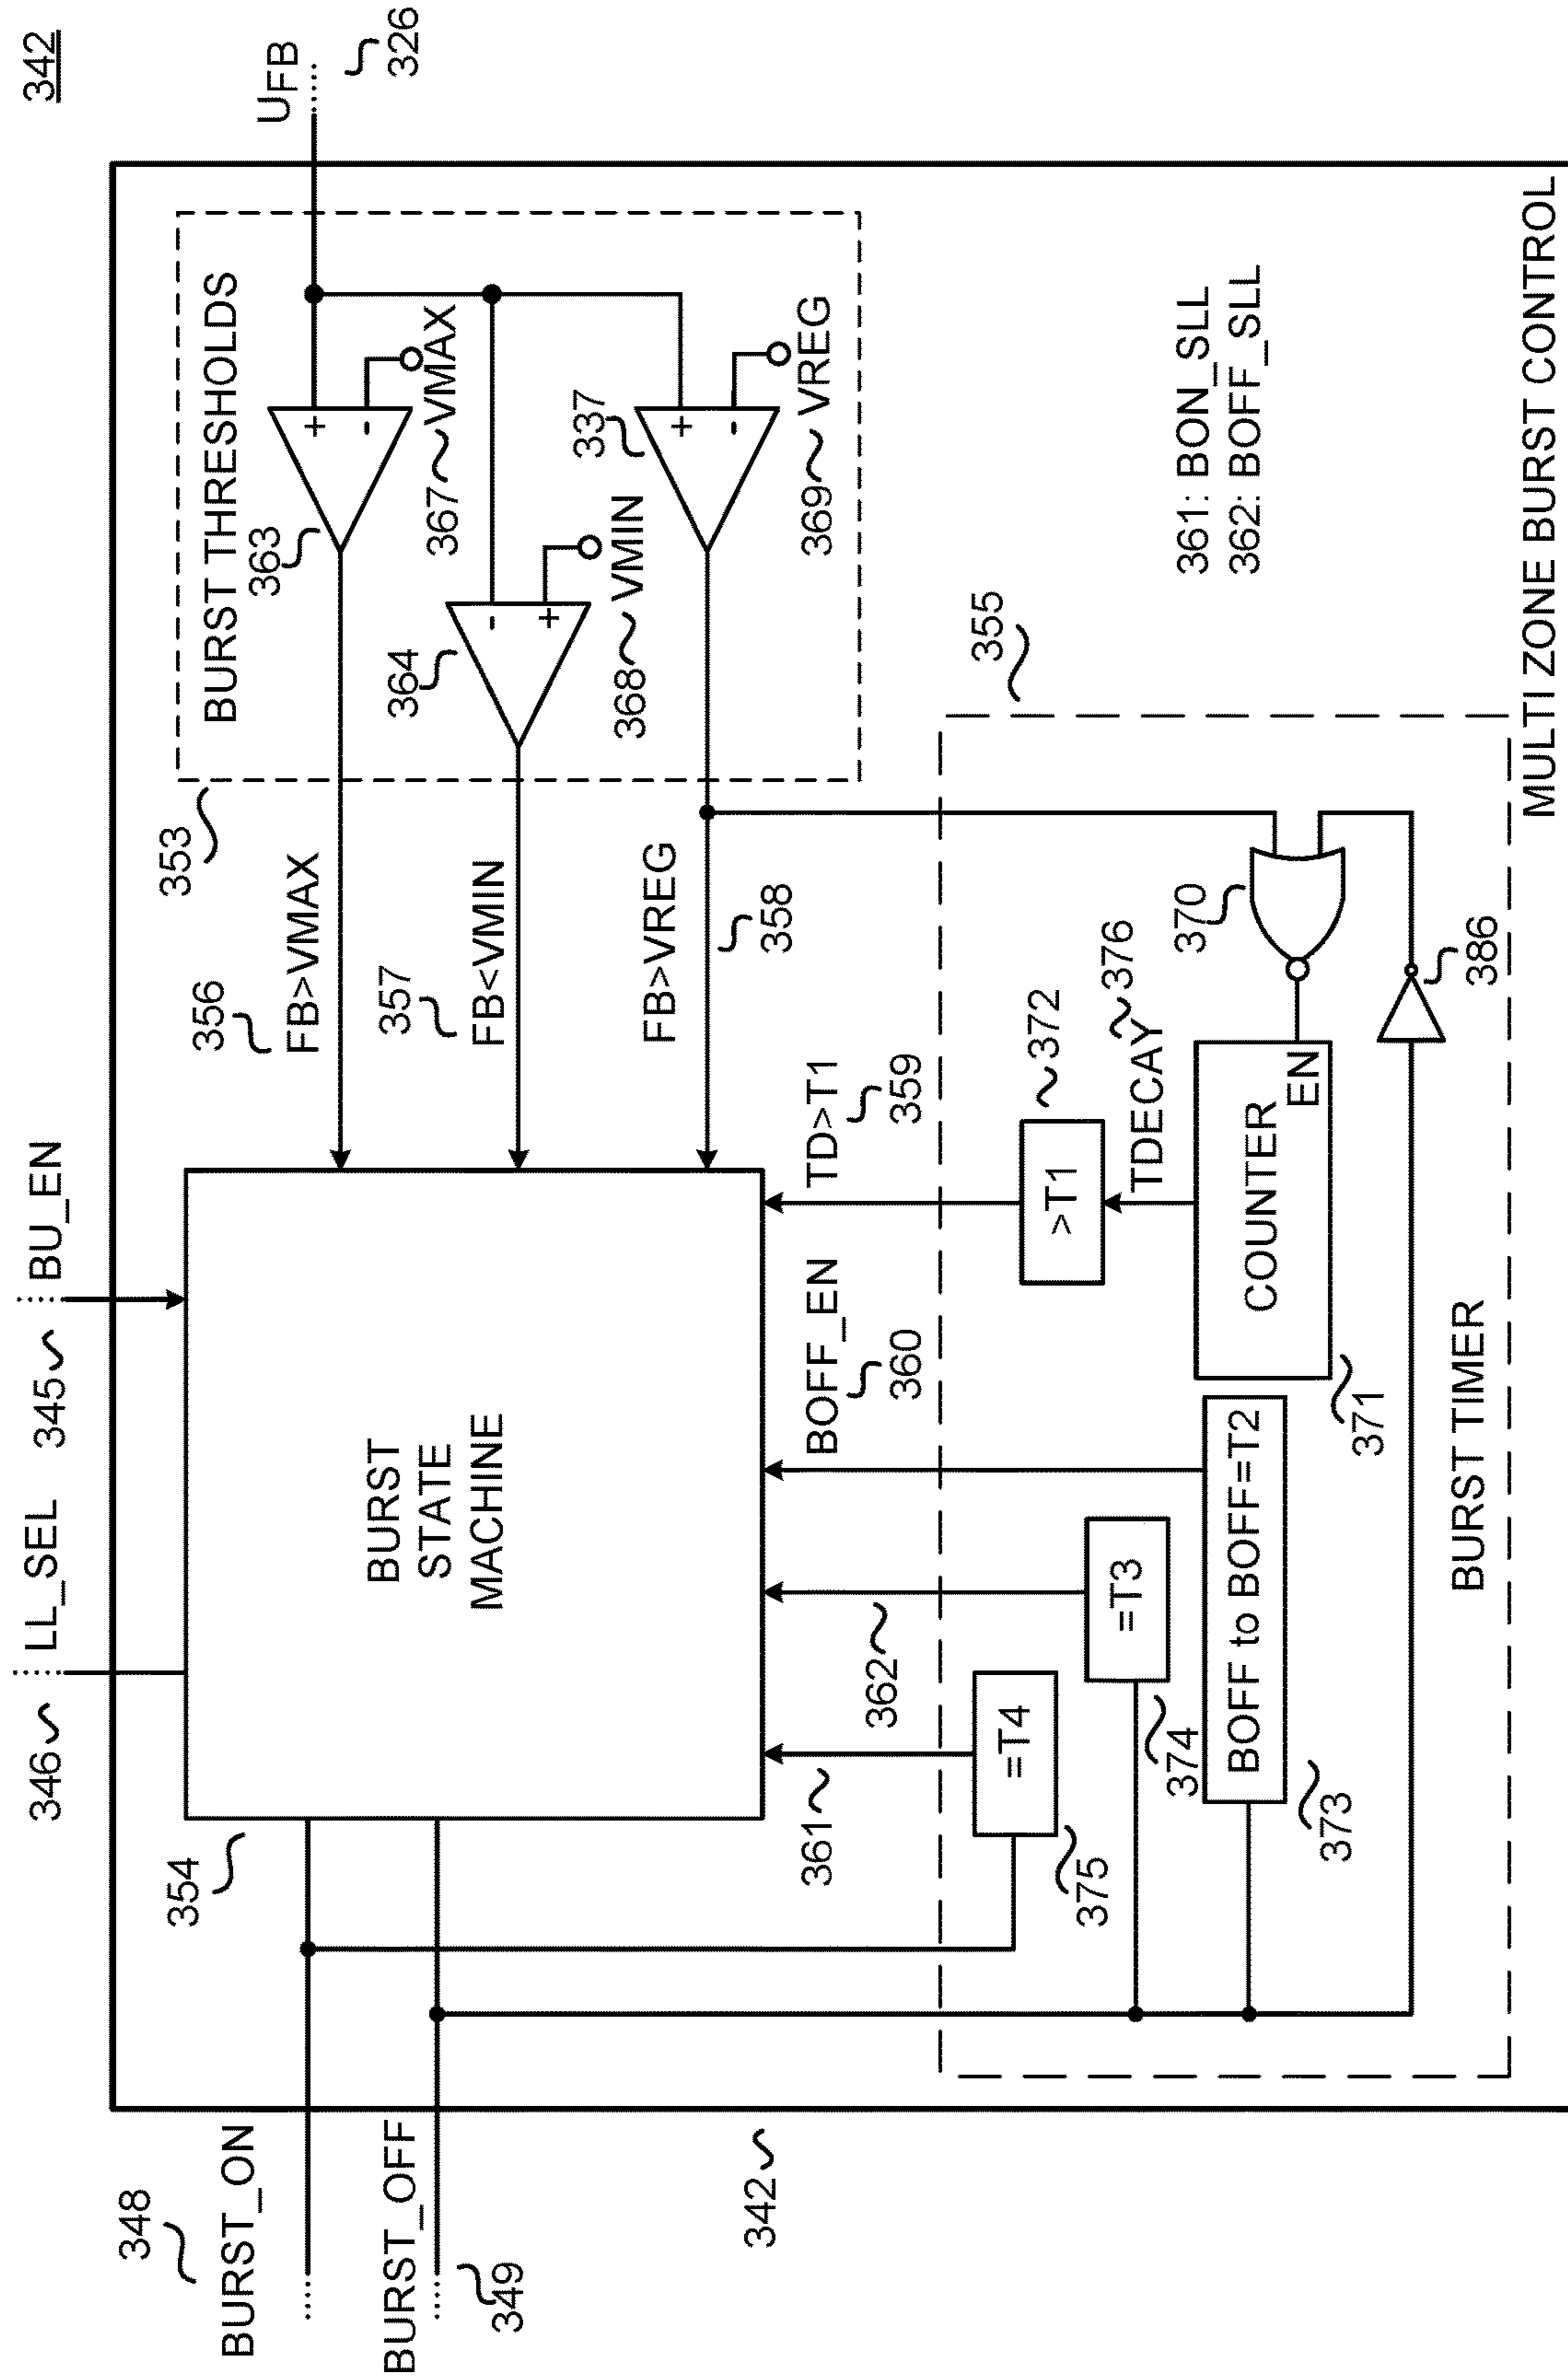 342
346
LL_SEL
345
BU_EN
348
BURST_ON
BURST_OFF
349
354
BURST
STATE
MACHINE
356
FB>VMAX
357
FB<VMIN
FB>VREG
358
353
BURST THRESHOLDS
363
367
VMAX
364
368
VMIN
337
369
VREG
+
-
-
+
+
-
UFB
326
361
362
BOFF_EN
360
TD>T1
359
=T4
375
=T3
374
BOFF to BOFF=T2
373
>T1
372
TDECAY
376
COUNTER
EN
371
370
386
355
BURST TIMER
361: BON_SLL
362: BOFF_SLL
342
MULTI ZONE BURST CONTROL